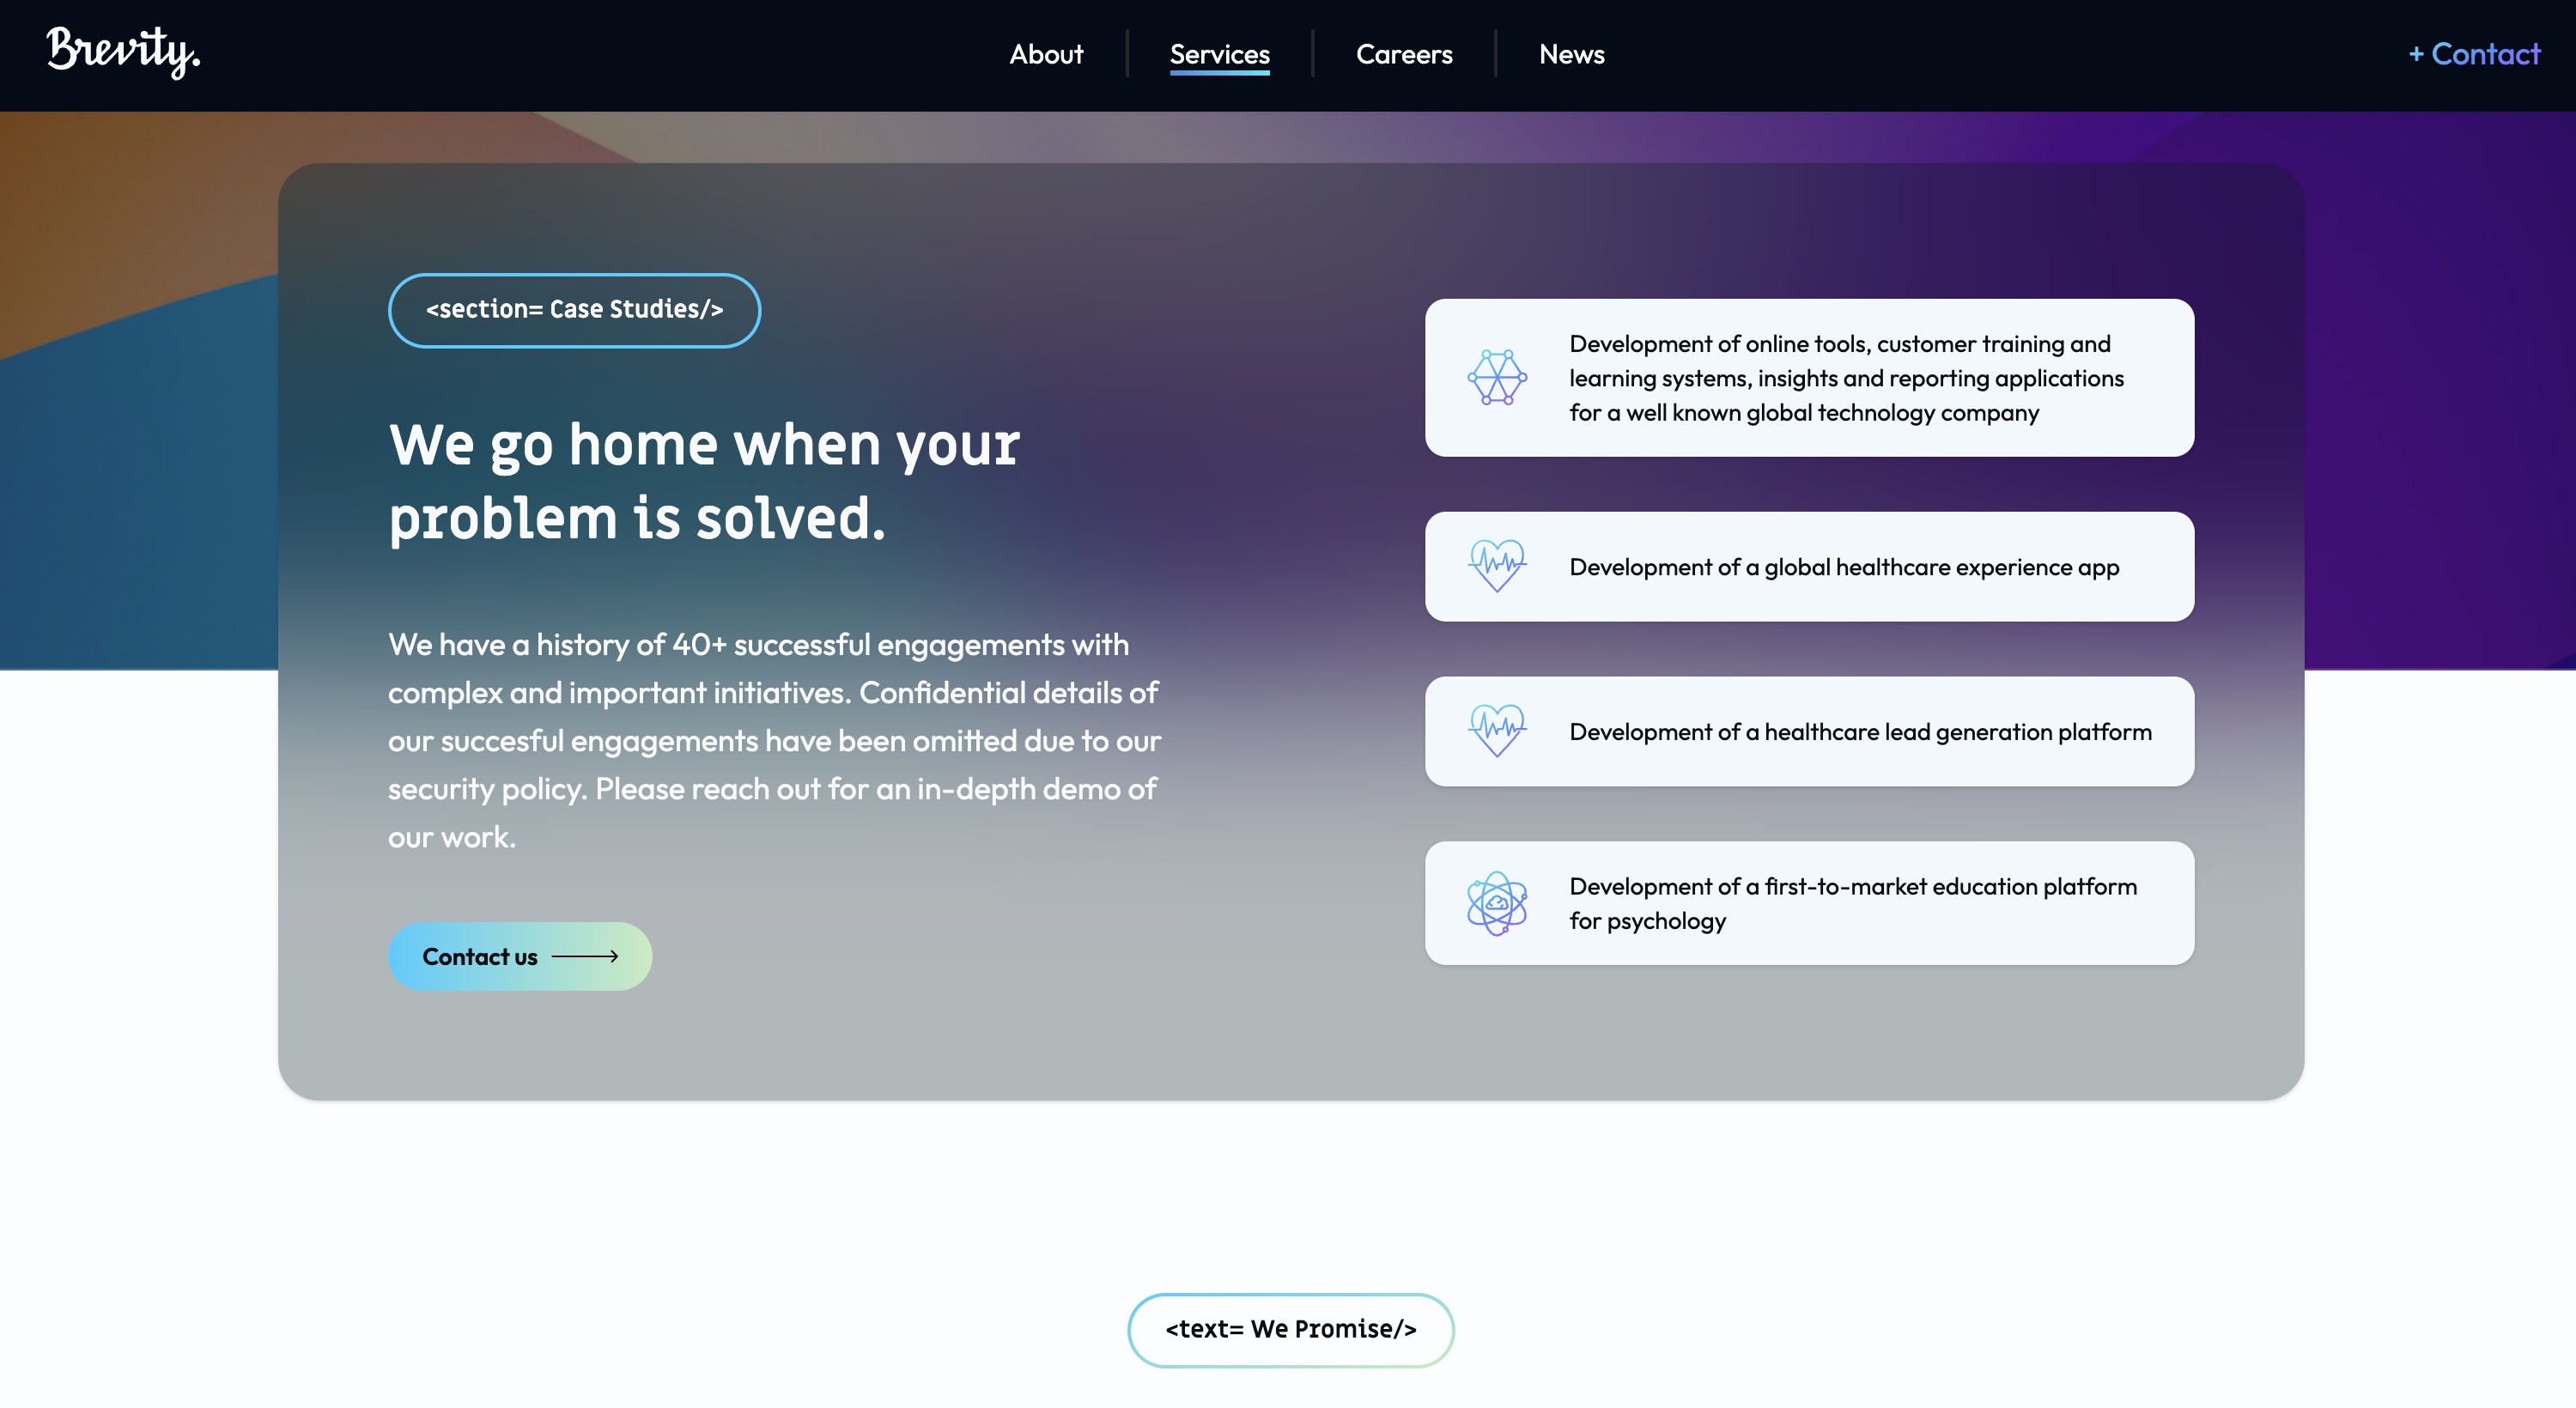 Brevity.
About
Services
Careers
News
+ Contact
<section= Case Studies/>
We go home when your
problem is solved.
We have a history of 40+ successful engagements with
complex and important initiatives. Confidential details of
our succesful engagements have been omitted due to our
security policy. Please reach out for an in-depth demo of
our work.
Contact us
Development of online tools, customer training and
learning systems, insights and reporting applications
for a well known global technology company
Development of a global healthcare experience app
Development of a healthcare lead generation platform
Development of a first-to-market education platform
for psychology
<text= We Promise/>